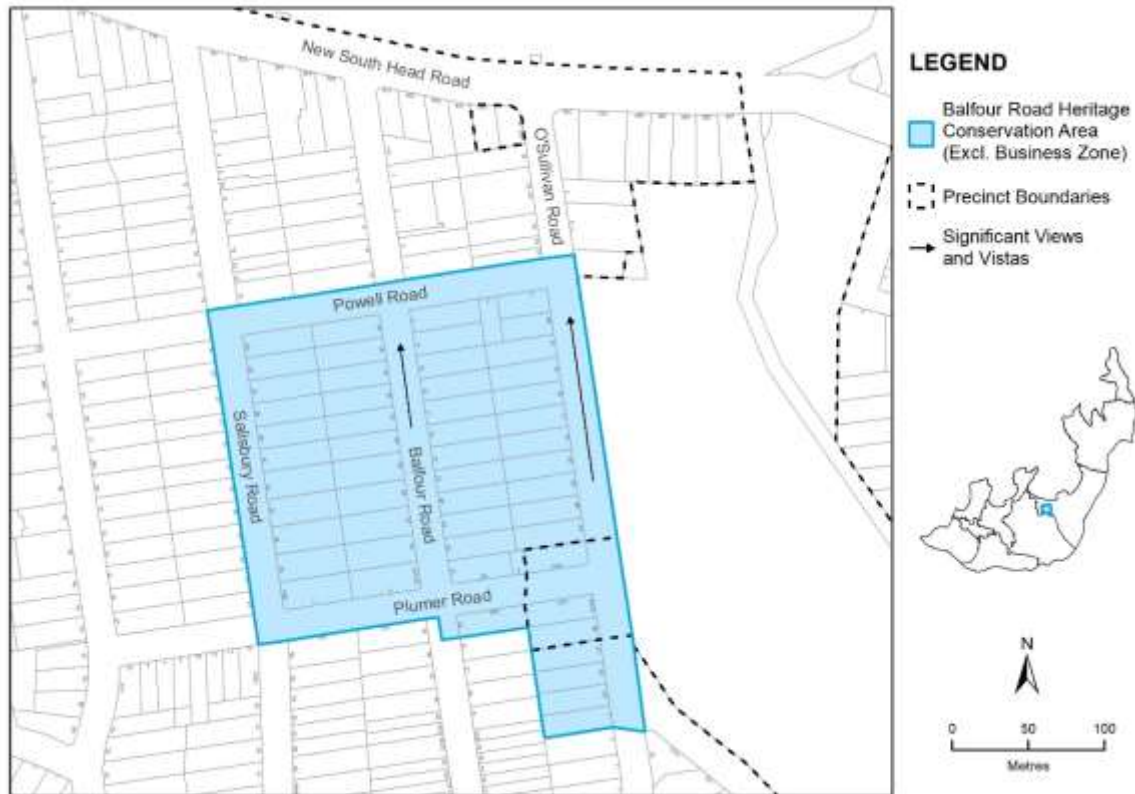 New South Head Road
O'Sullivan Road
Powell Road
Salisbury Road
Balfour Road
Plumer Road
LEGEND
Balfour Road Heritage
Conservation Area
(Excl. Business Zone)
Precinct Boundaries
Significant Views
and Vistas
N
0 50 100
Metres